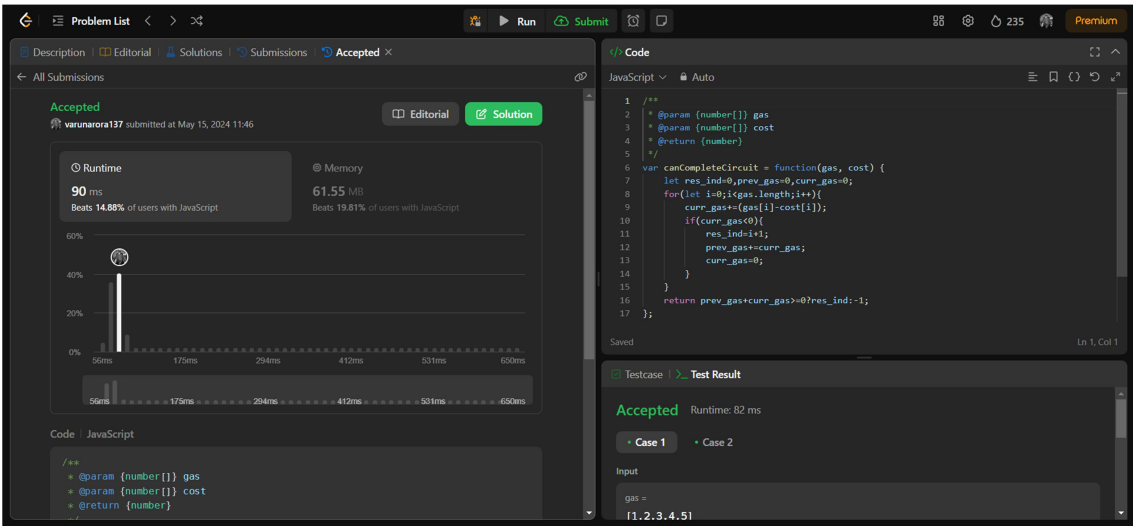 Problem List
Run
Submit
235
Premium
Description
Editorial
Solutions
Submissions
Accepted
All Submissions
Accepted
varunarora137 submitted at May 15, 2024 11:46
Editorial
Solution
Runtime
90 ms
Beats 14.88% of users with JavaScript
Memory
61.55 MB
Beats 19.81% of users with JavaScript
60%
40%
20%
0%
56ms 175ms 294ms 412ms 531ms 650ms
56ms 175ms 294ms 412ms 531ms 650ms
Code JavaScript
/**
* @param {number[]} gas
* @param {number[]} cost
* @return {number}
*/
</> Code
JavaScript Auto
1 /**
2 * @param {number[]} gas
3 * @param {number[]} cost
4 * @return {number}
5 */
6 var canCompleteCircuit = function(gas, cost) {
7 let res_ind=0,prev_gas=0,curr_gas=0;
8 for(let i=0;i<gas.length;i++){
9 curr_gas+=(gas[i]-cost[i]);
10 if(curr_gas<0){
11 res_ind=i+1;
12 prev_gas+=curr_gas;
13 curr_gas=0;
14 }
15 }
16 return prev_gas+curr_gas>=0?res_ind:-1;
17 };
Saved
Ln 1, Col 1
Testcase
Test Result
Accepted Runtime: 82 ms
Case 1
Case 2
Input
gas =
[1,2,3,4,5]